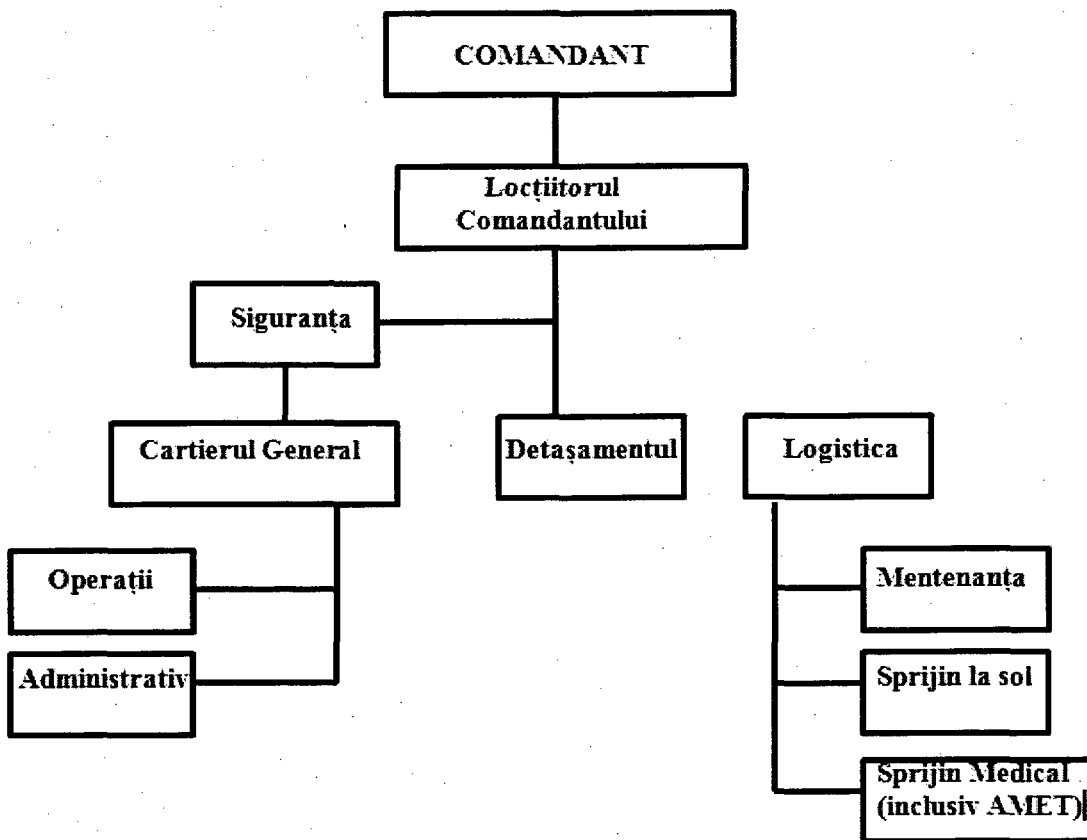 COMANDANT
Locțiitorul
Comandantului
Siguranța
Cartierul General
Detașamentul
Logistica
Operații
Mentenanța
Administrativ
Sprijin la sol
Sprijin Medical
(inclusiv AMET)